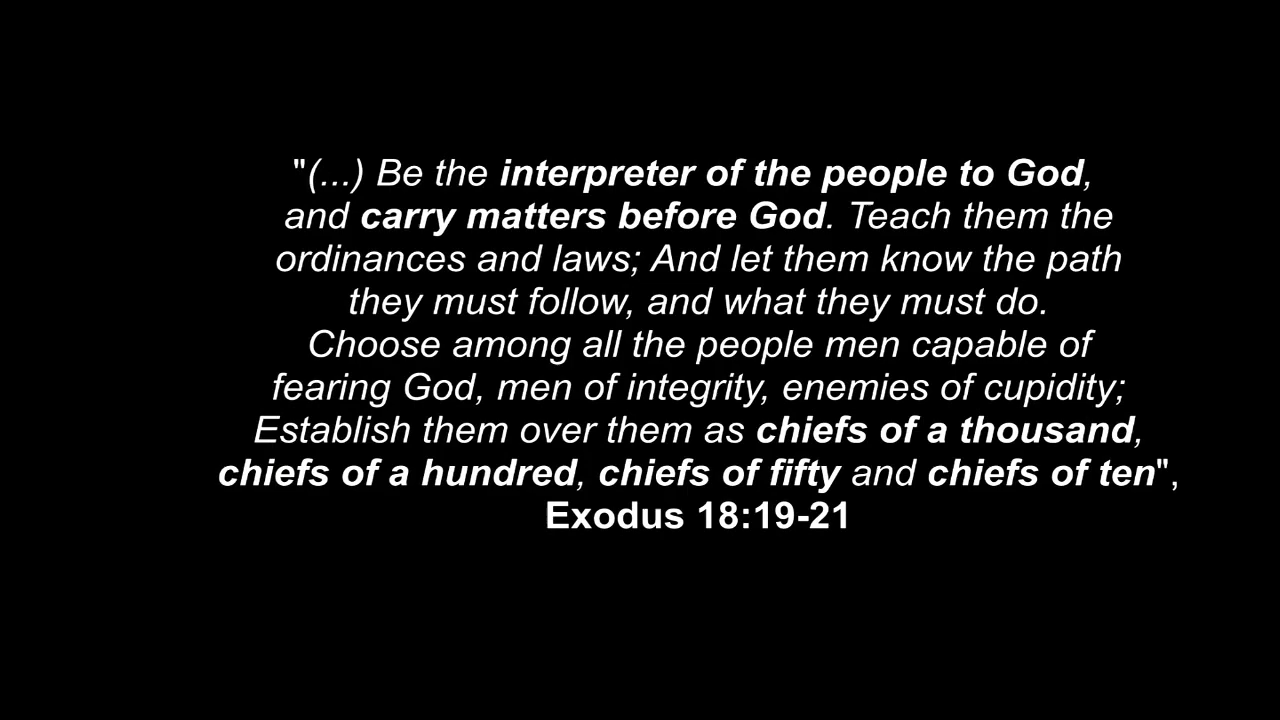 "(...) Be the interpreter of the people to God,
and carry matters before God. Teach them the
ordinances and laws; And let them know the path
they must follow, and what they must do.
Choose among all the people men capable of
fearing God, men of integrity, enemies of cupidity;
Establish them over them as chiefs of a thousand,
chiefs of a hundred, chiefs of fifty and chiefs of ten",
Exodus 18:19-21